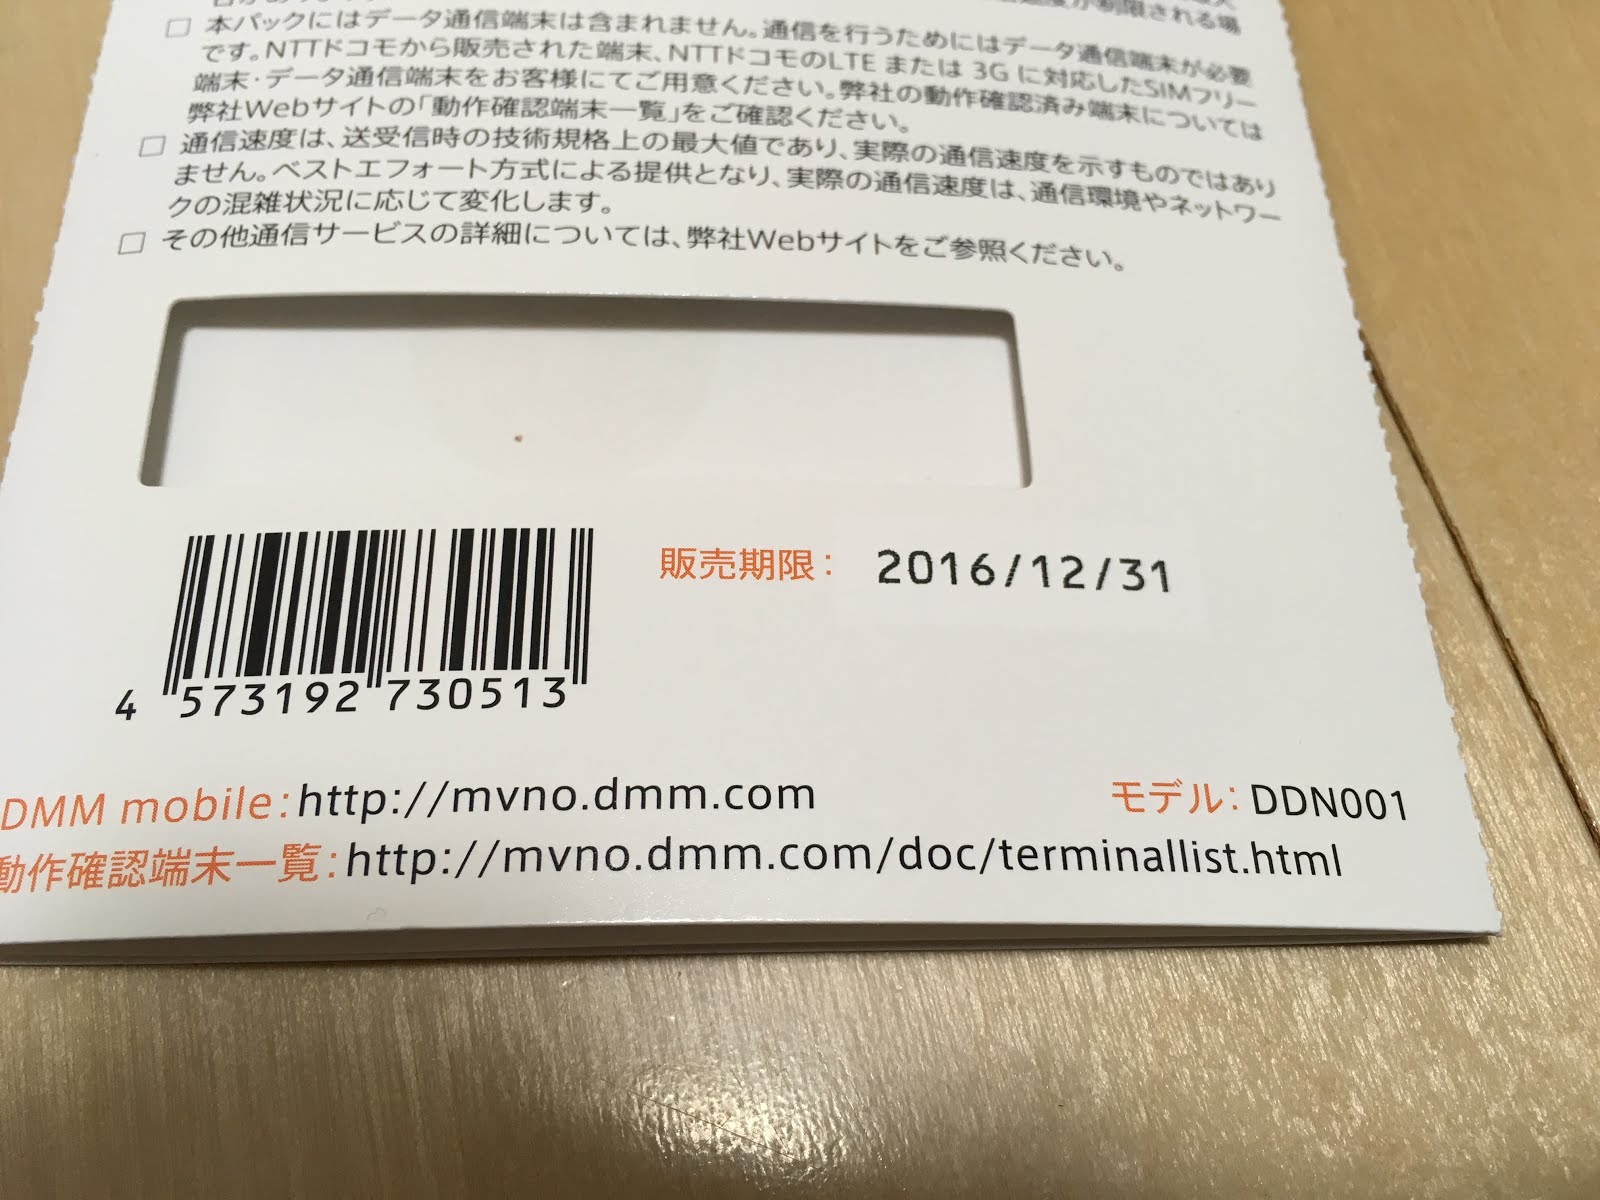 □ 本パックにはデータ通信端末は含まれません。通信を行うためにはデータ通信端末が必要
です。NTTドコモから販売された端末、NTTドコモのLTE または 3G に対応したSIMフリー
端末・データ通信端末をお客様にてご用意ください。弊社の動作確認済み端末については
弊社Webサイトの「動作確認端末一覧」をご確認ください。
□ 通信速度は、送受信時の技術規格上の最大値であり、実際の通信速度を示すものではあり
ません。ベストエフォート方式による提供となり、実際の通信速度は、通信環境やネットワー
クの混雑状況に応じて変化します。
□ その他通信サービスの詳細については、弊社Webサイトをご参照ください。
販売期限: 2016/12/31
4 573192 730513
DMM mobile:http://mvno.dmm.com
モデル: DDN001
動作確認端末一覧:http://mvno.dmm.com/doc/terminallist.html